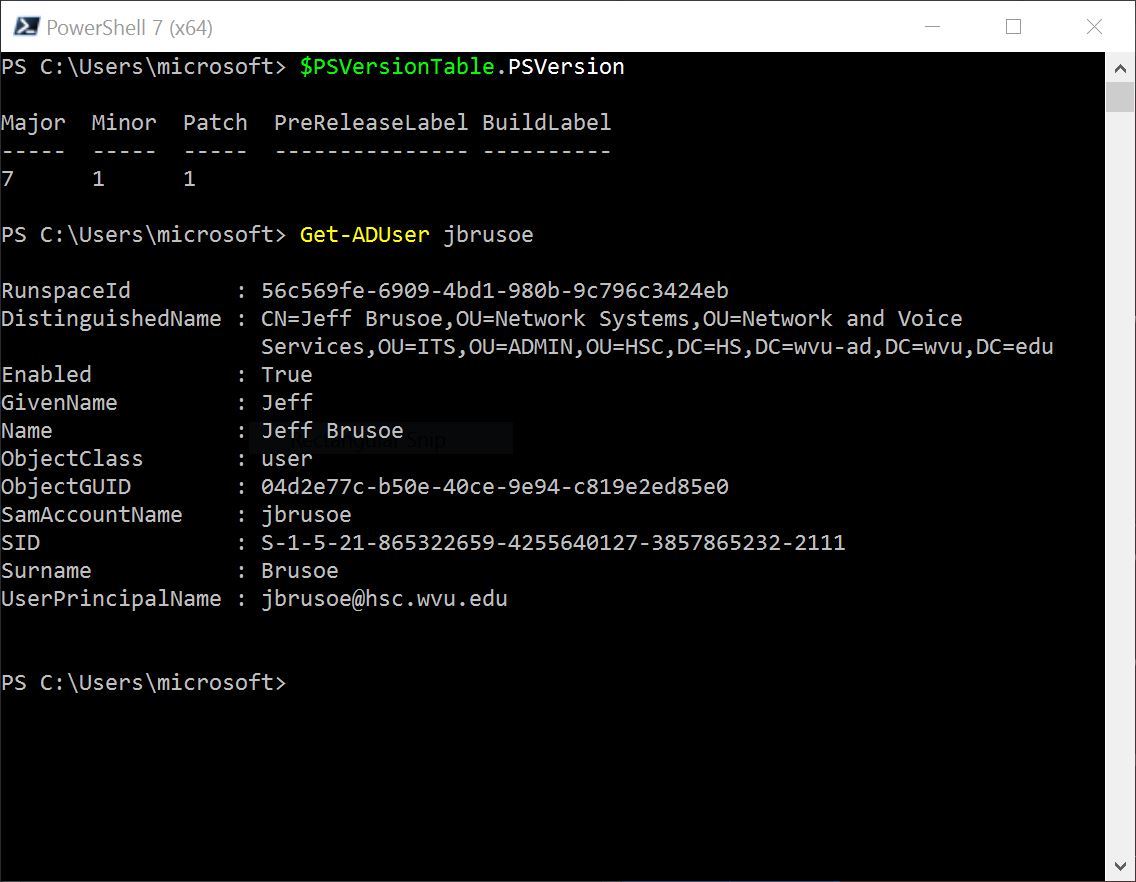 PowerShell 7 (x64)
PS C:\Users\microsoft> $PSVersionTable.PSVersion
Major  Minor  Patch  PreReleaseLabel BuildLabel
-----  -----  -----  --------------- ----------
7      1      1
PS C:\Users\microsoft> Get-ADUser jbrusoe
RunspaceId        : 56c569fe-6909-4bd1-980b-9c796c3424eb
DistinguishedName : CN=Jeff Brusoe,OU=Network Systems,OU=Network and Voice
                    Services,OU=ITS,OU=ADMIN,OU=HSC,DC=HS,DC=wvu-ad,DC=wvu,DC=edu
Enabled           : True
GivenName         : Jeff
Name              : Jeff Brusoe
Rectangular Snip
ObjectClass       : user
ObjectGUID        : 04d2e77c-b50e-40ce-9e94-c819e2ed85e0
SamAccountName    : jbrusoe
SID               : S-1-5-21-865322659-4255640127-3857865232-2111
Surname           : Brusoe
UserPrincipalName : jbrusoe@hsc.wvu.edu
PS C:\Users\microsoft>